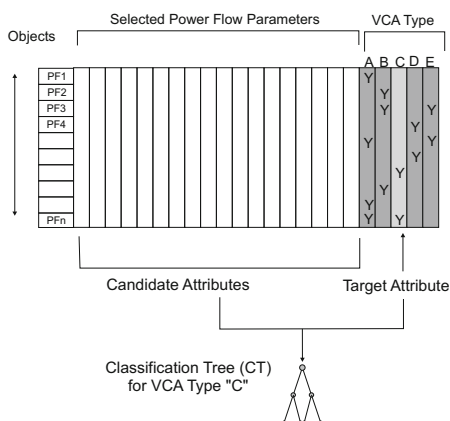 Selected Power Flow Parameters
VCA Type
Objects
A B C D E
PF1 Y
PF2 Y
PF3 Y Y
PF4 Y
Y Y
Y
Y
Y
Y
PFn Y Y
Candidate Attributes
Target Attribute
Classification Tree (CT)
for VCA Type "C"